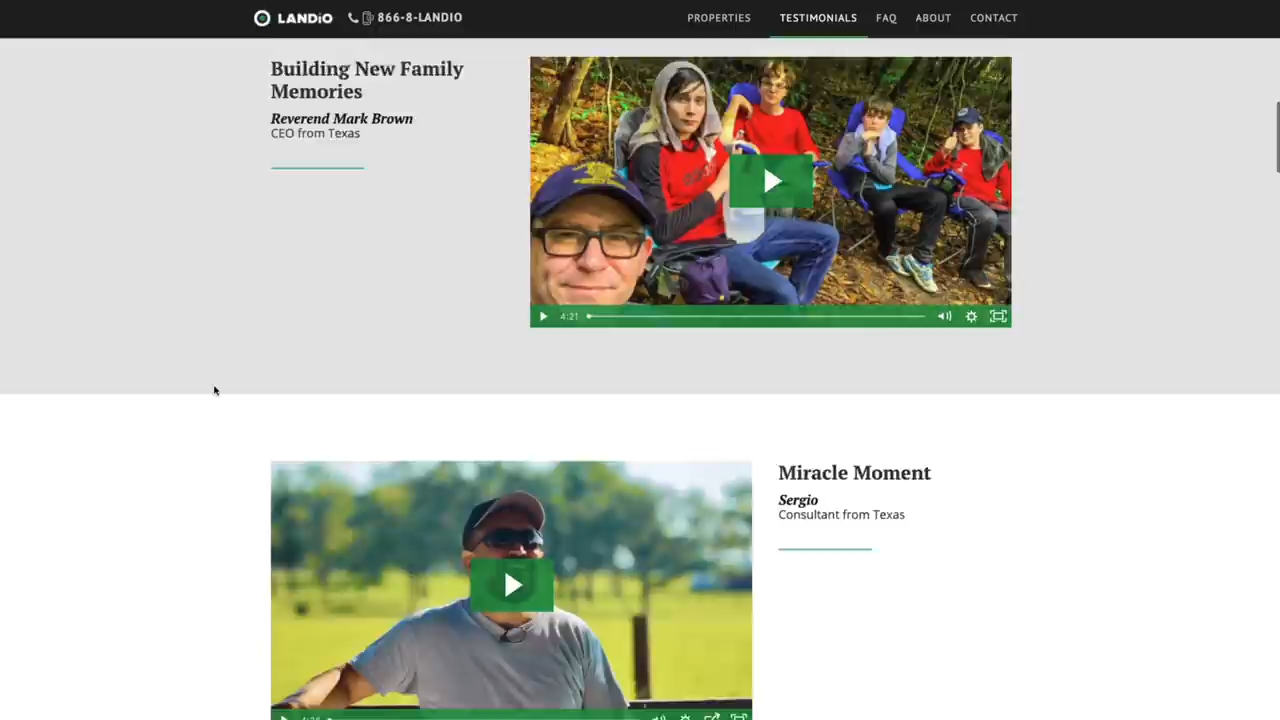 LANDiO
866-8-LANDIO
PROPERTIES
TESTIMONIALS
FAQ
ABOUT
CONTACT
Building New Family
Memories
Reverend Mark Brown
CEO from Texas
4:21
Miracle Moment
Sergio
Consultant from Texas